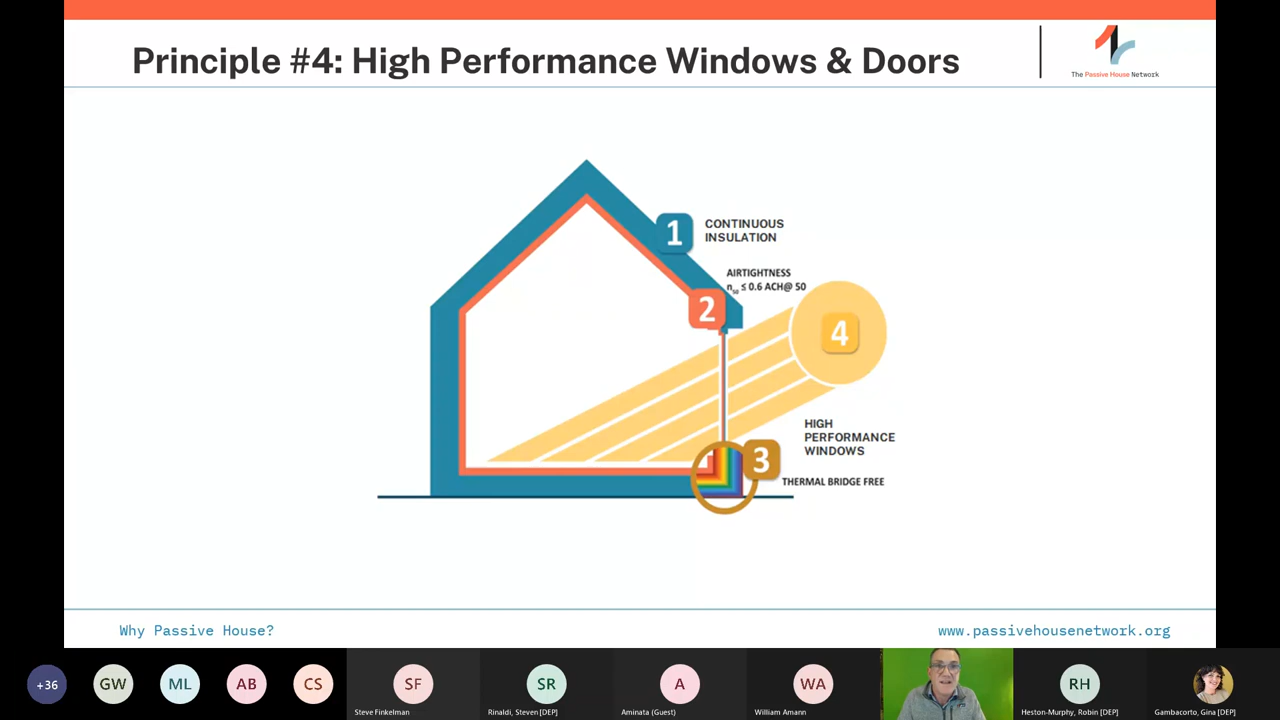 Principle #4: High Performance Windows & Doors
The Passive House Network
1
CONTINUOUS
INSULATION
AIRTIGHTNESS
n50 ≤ 0.6 ACH@ 50
2
4
HIGH
PERFORMANCE
WINDOWS
3
THERMAL BRIDGE FREE
Why Passive House?
www.passivehousenetwork.org
+36
GW
ML
AB
CS
SF
SR
A
WA
RH
Steve Finkelman
Rinaldi, Steven [DEP]
Aminata (Guest)
William Amann
Heston-Murphy, Robin [DEP]
Gambacorto, Gina [DEP]